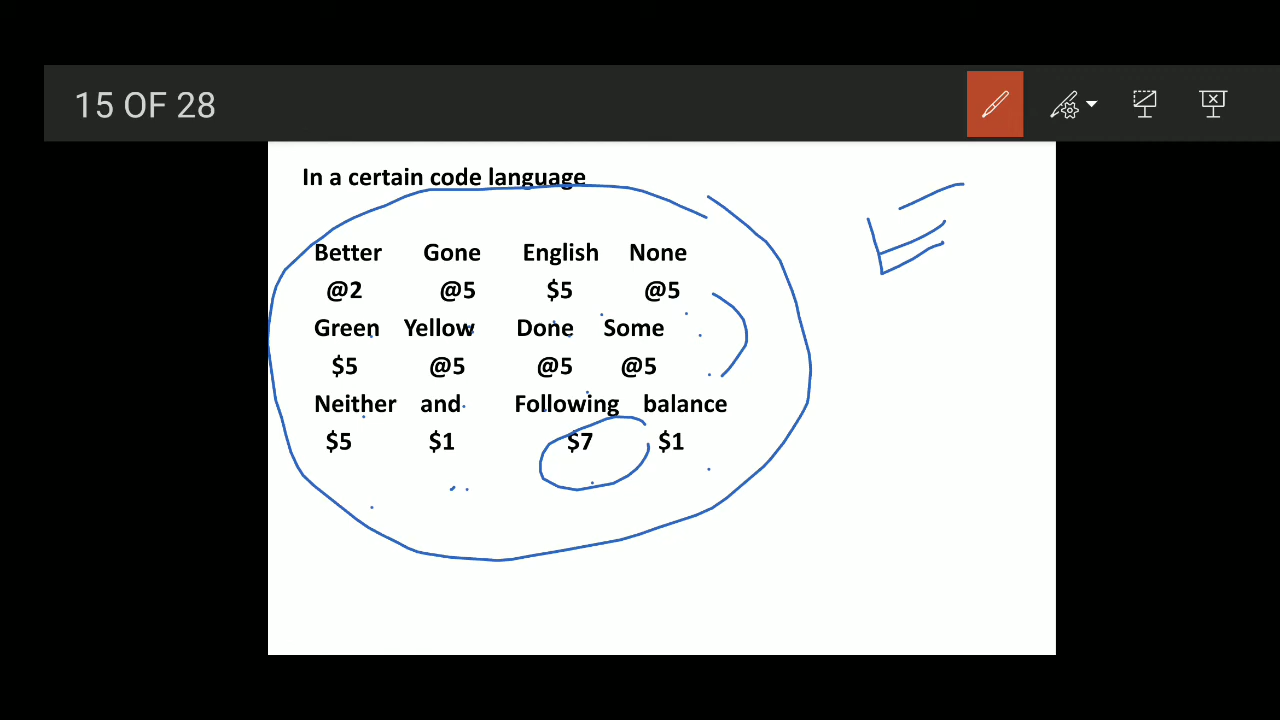 15 OF 28
In a certain code language
Better Gone English None
@2 @5 $5 @5
Green Yellow Done Some
$5 @5 @5 @5
Neither and Following balance
$5 $1 $7 $1